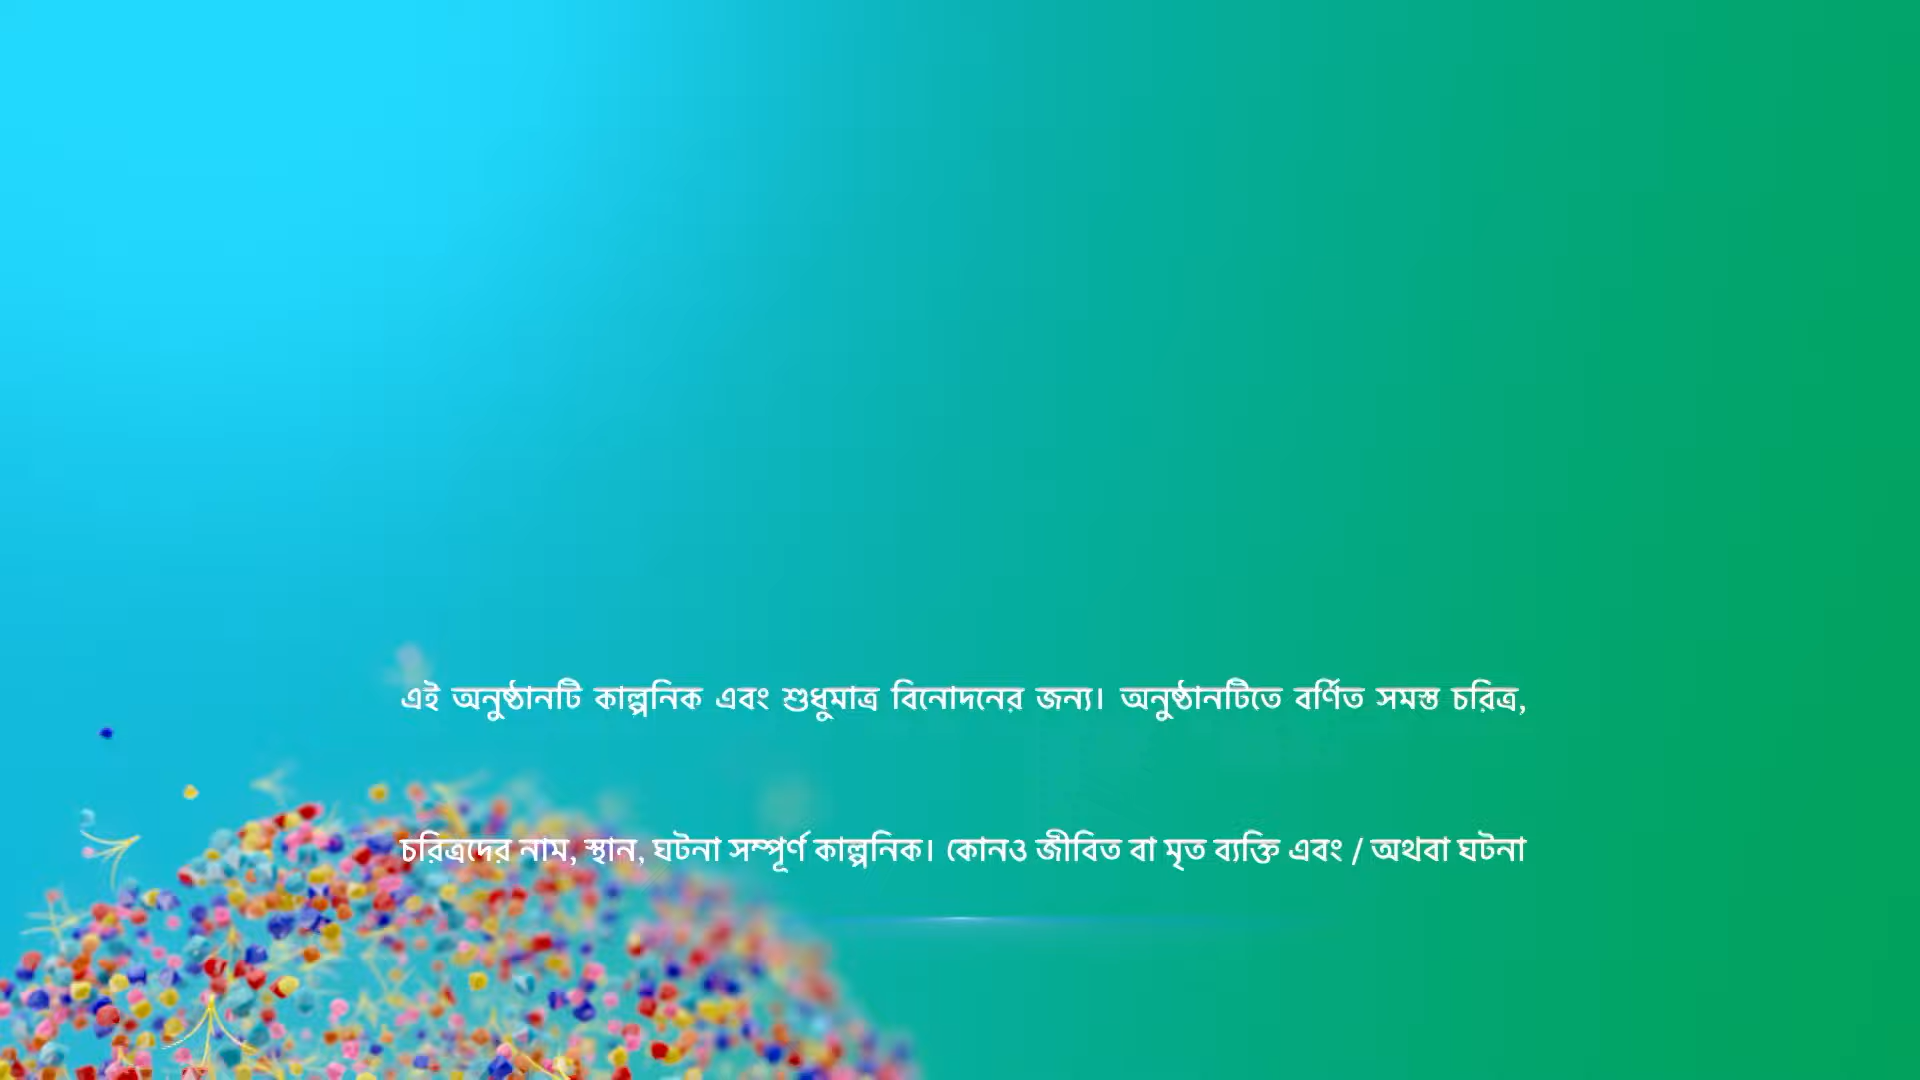 এই অনুষ্ঠানটি কাল্পনিক এবং শুধুমাত্র বিনোদনের জন্য। অনুষ্ঠানটিতে বর্ণিত সমস্ত চরিত্র,
চরিত্রদের নাম, স্থান, ঘটনা সম্পূর্ণ কাল্পনিক। কোনও জীবিত বা মৃত ব্যক্তি এবং / অথবা ঘটনা